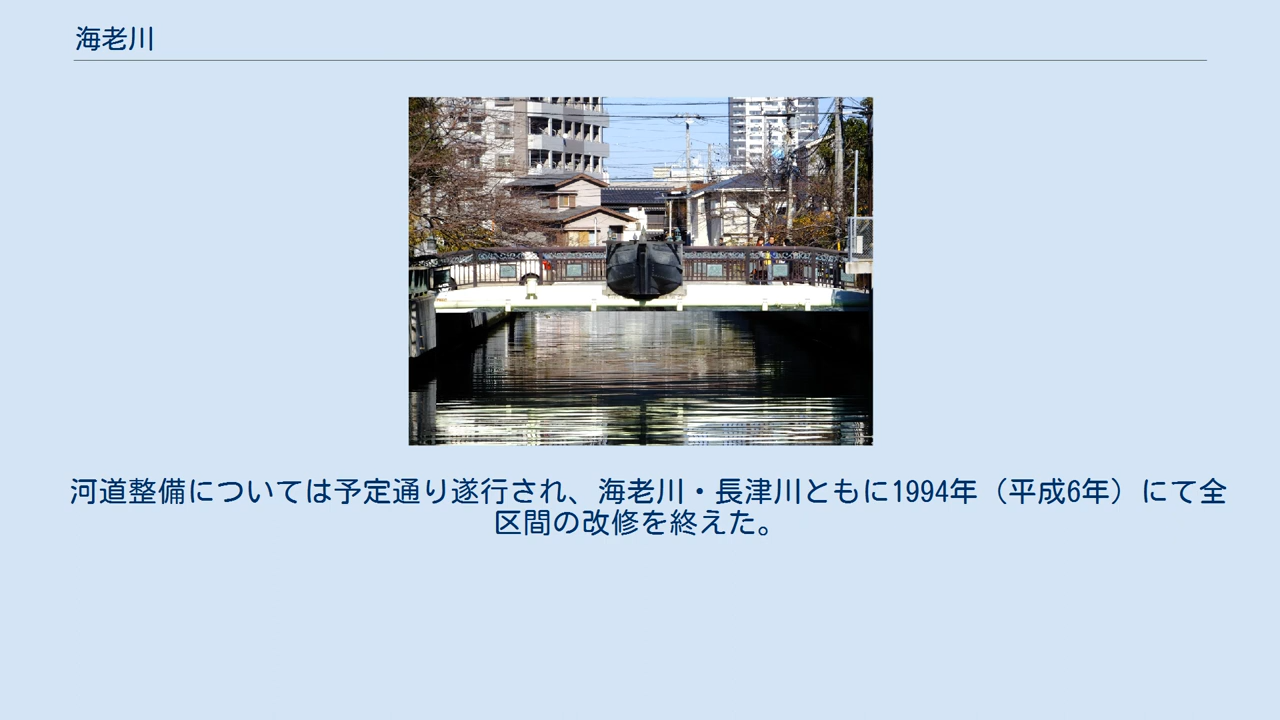 海老川
河道整備については予定通り遂行され、海老川・長津川ともに1994年（平成6年）にて全
区間の改修を終えた。